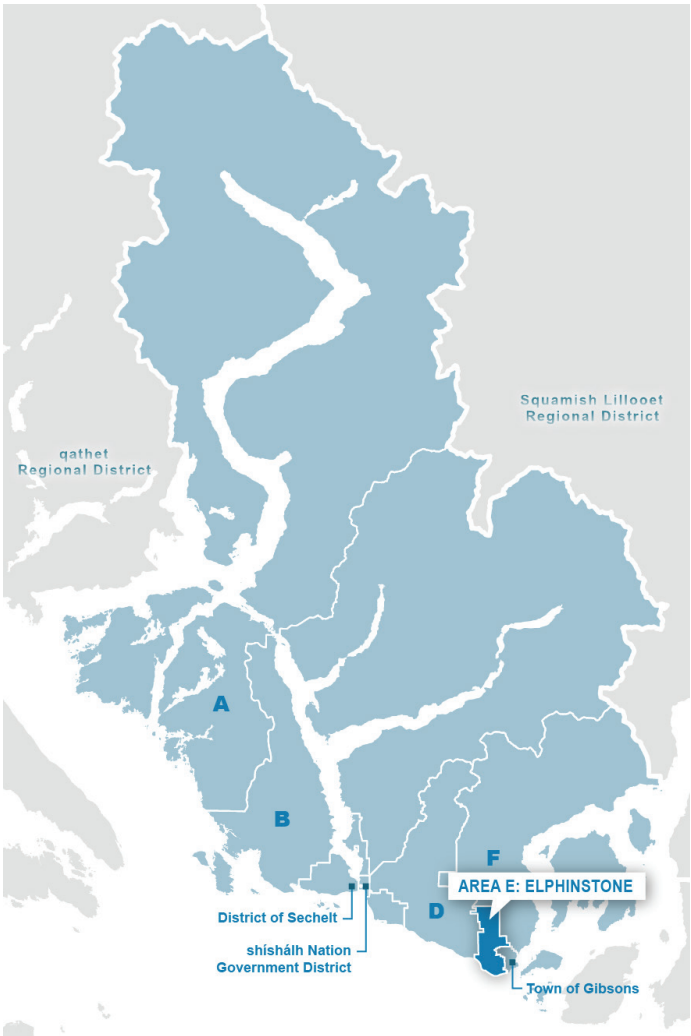 Squamish Lillooet
Regional District
qathet
Regional District
A
B
F
AREA E: ELPHINSTONE
D
District of Sechelt
shíshálh Nation
Government District
Town of Gibsons